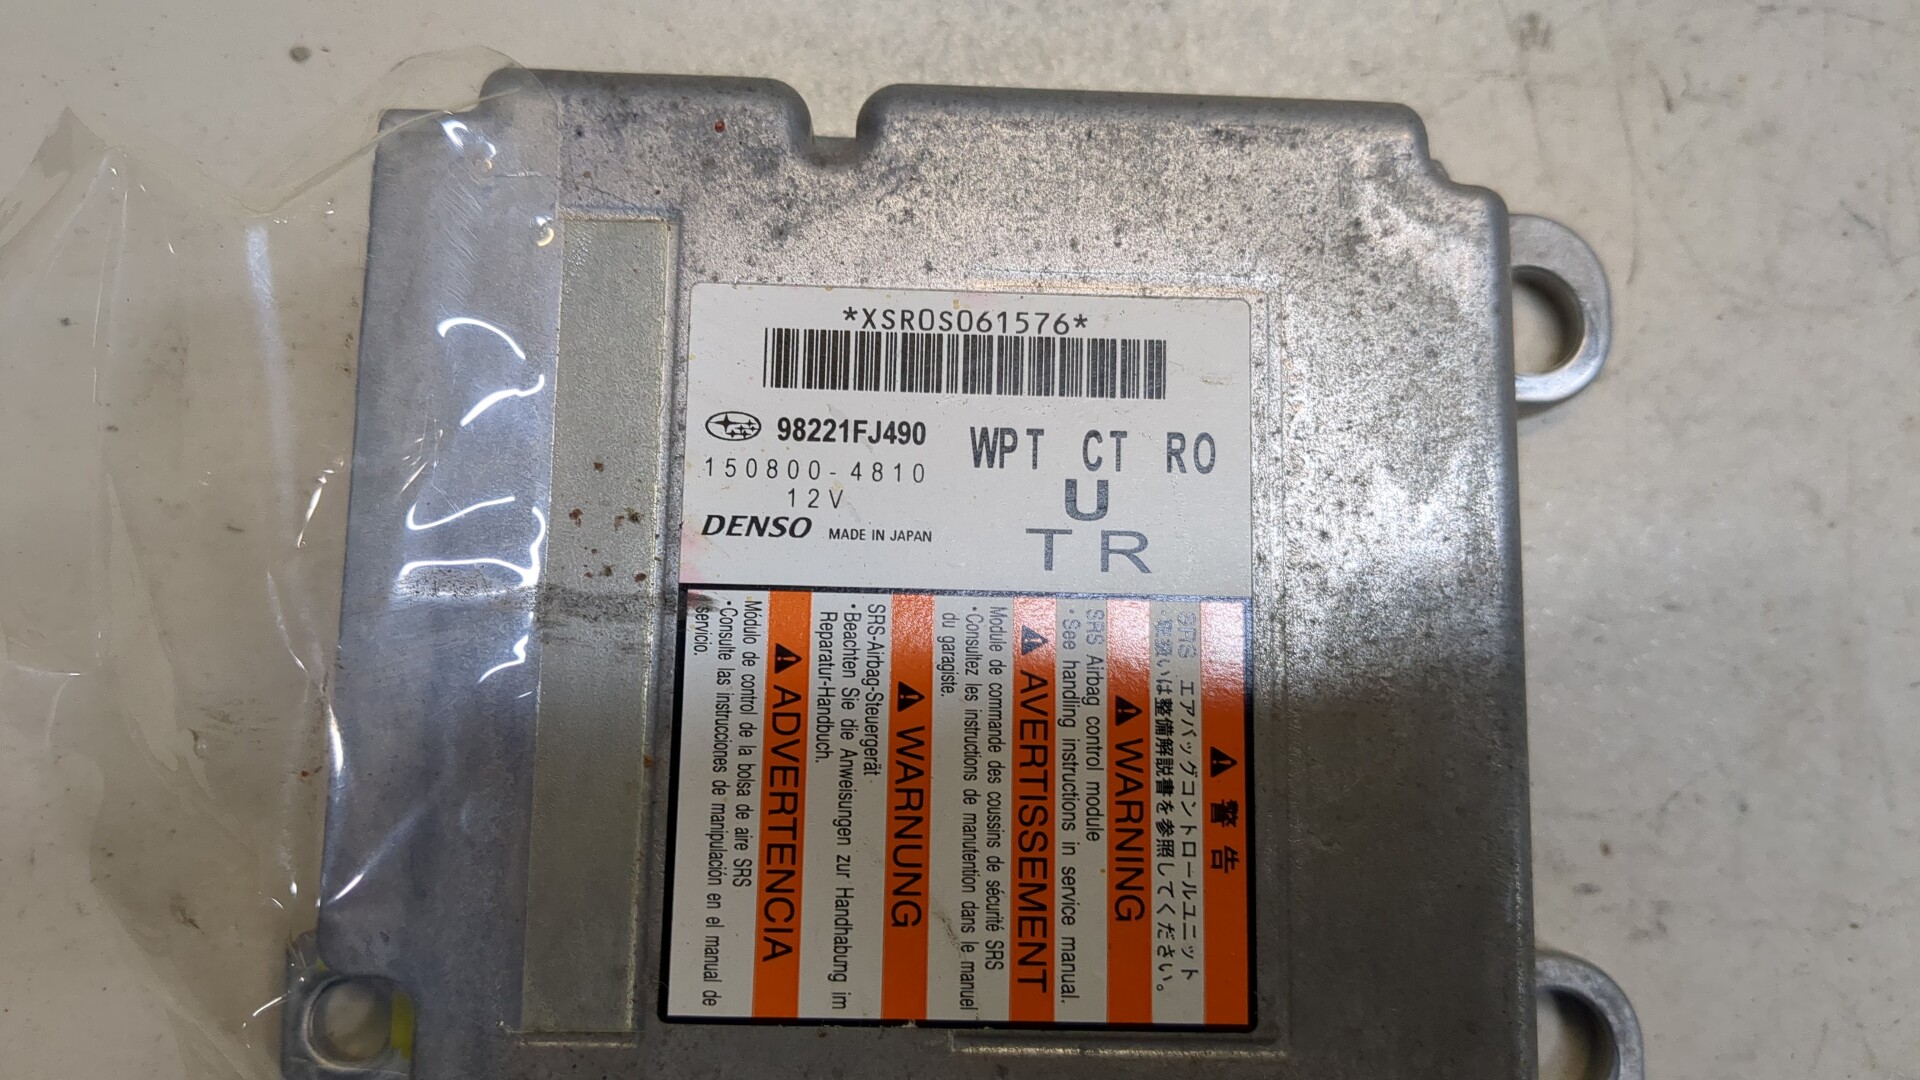 *XSR0S061576*
98221FJ490
150800-4810
12V
DENSO MADE IN JAPAN
WPT CT RO
U
TR
⚠ 警告
SRS エアバッグコントロールユニット
・取扱いは整備解説書を参照してください。
⚠ WARNING
SRS Airbag control module
・See handling instructions in service manual.
⚠ AVERTISSEMENT
Module de commande des coussins de sécurité SRS
・Consultez les instructions de manutention dans le manuel
du garagiste.
⚠ WARNUNG
SRS-Airbag-Steuergerät
・Beachten Sie die Anweisungen zur Handhabung im
Reparatur-Handbuch.
⚠ ADVERTENCIA
Módulo de control de la bolsa de aire SRS
・Consulte las instrucciones de manipulación en el manual de
servicio.